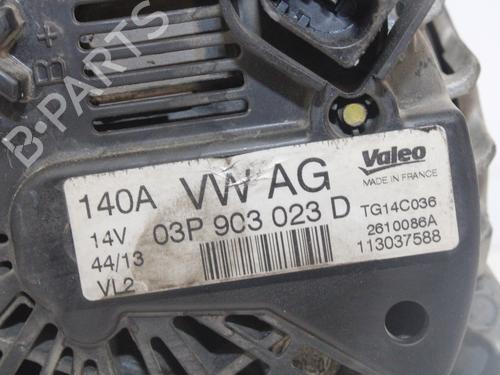 B+
B-PARTS
140A VW AG
Valeo
MADE IN FRANCE
14V 03P 903 023 D
TG14C036
44/13
2610086A
VL2
113037588